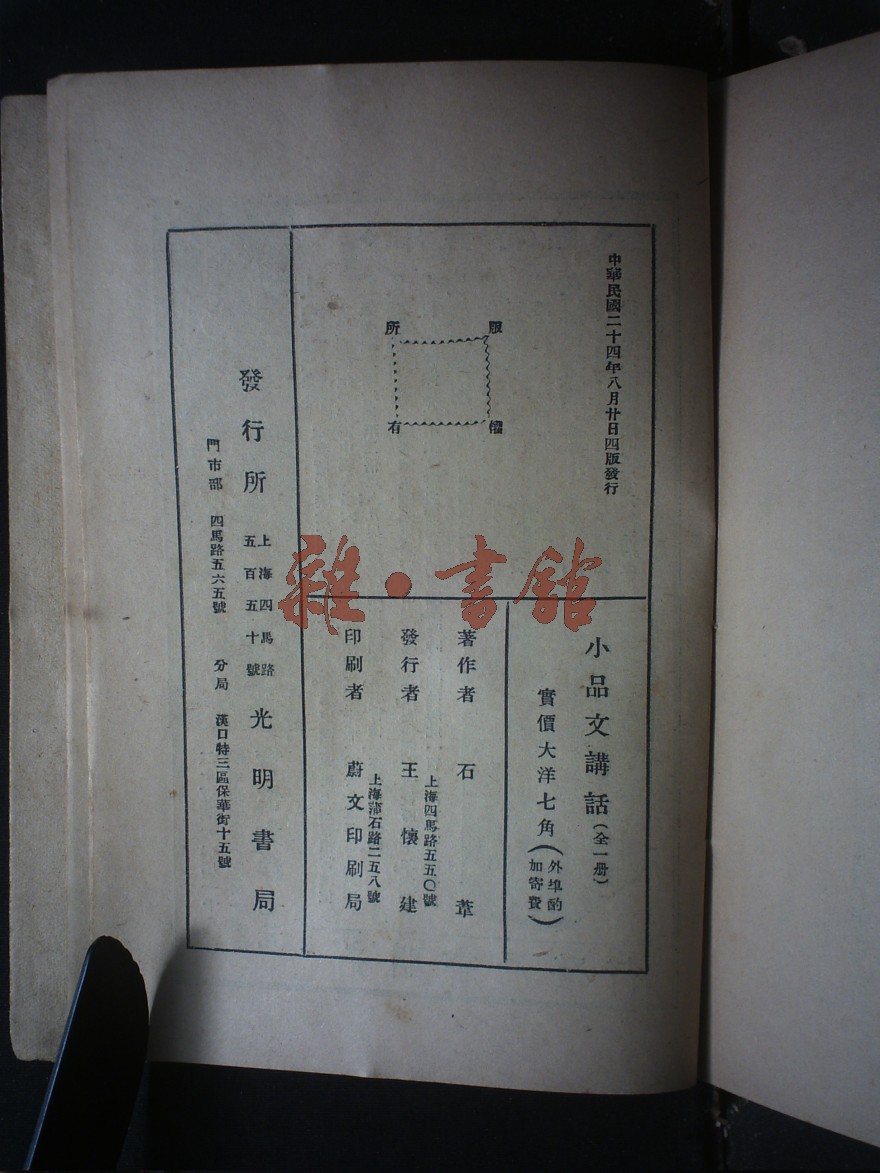 中華民國二十四年八月廿日四版發行
版權
所有
小品文講話(全一册)
實價大洋七角(外埠酌加寄費)
著作者 石葦
上海四馬路五五〇號
發行者 王懷建
上海蒲石路二五八號
印刷者 蔚文印刷局
發行所 上海四馬路五百五十號 光明書局
門市部 四馬路五六五號 分局 漢口特三區保華街十五號
雜·書館